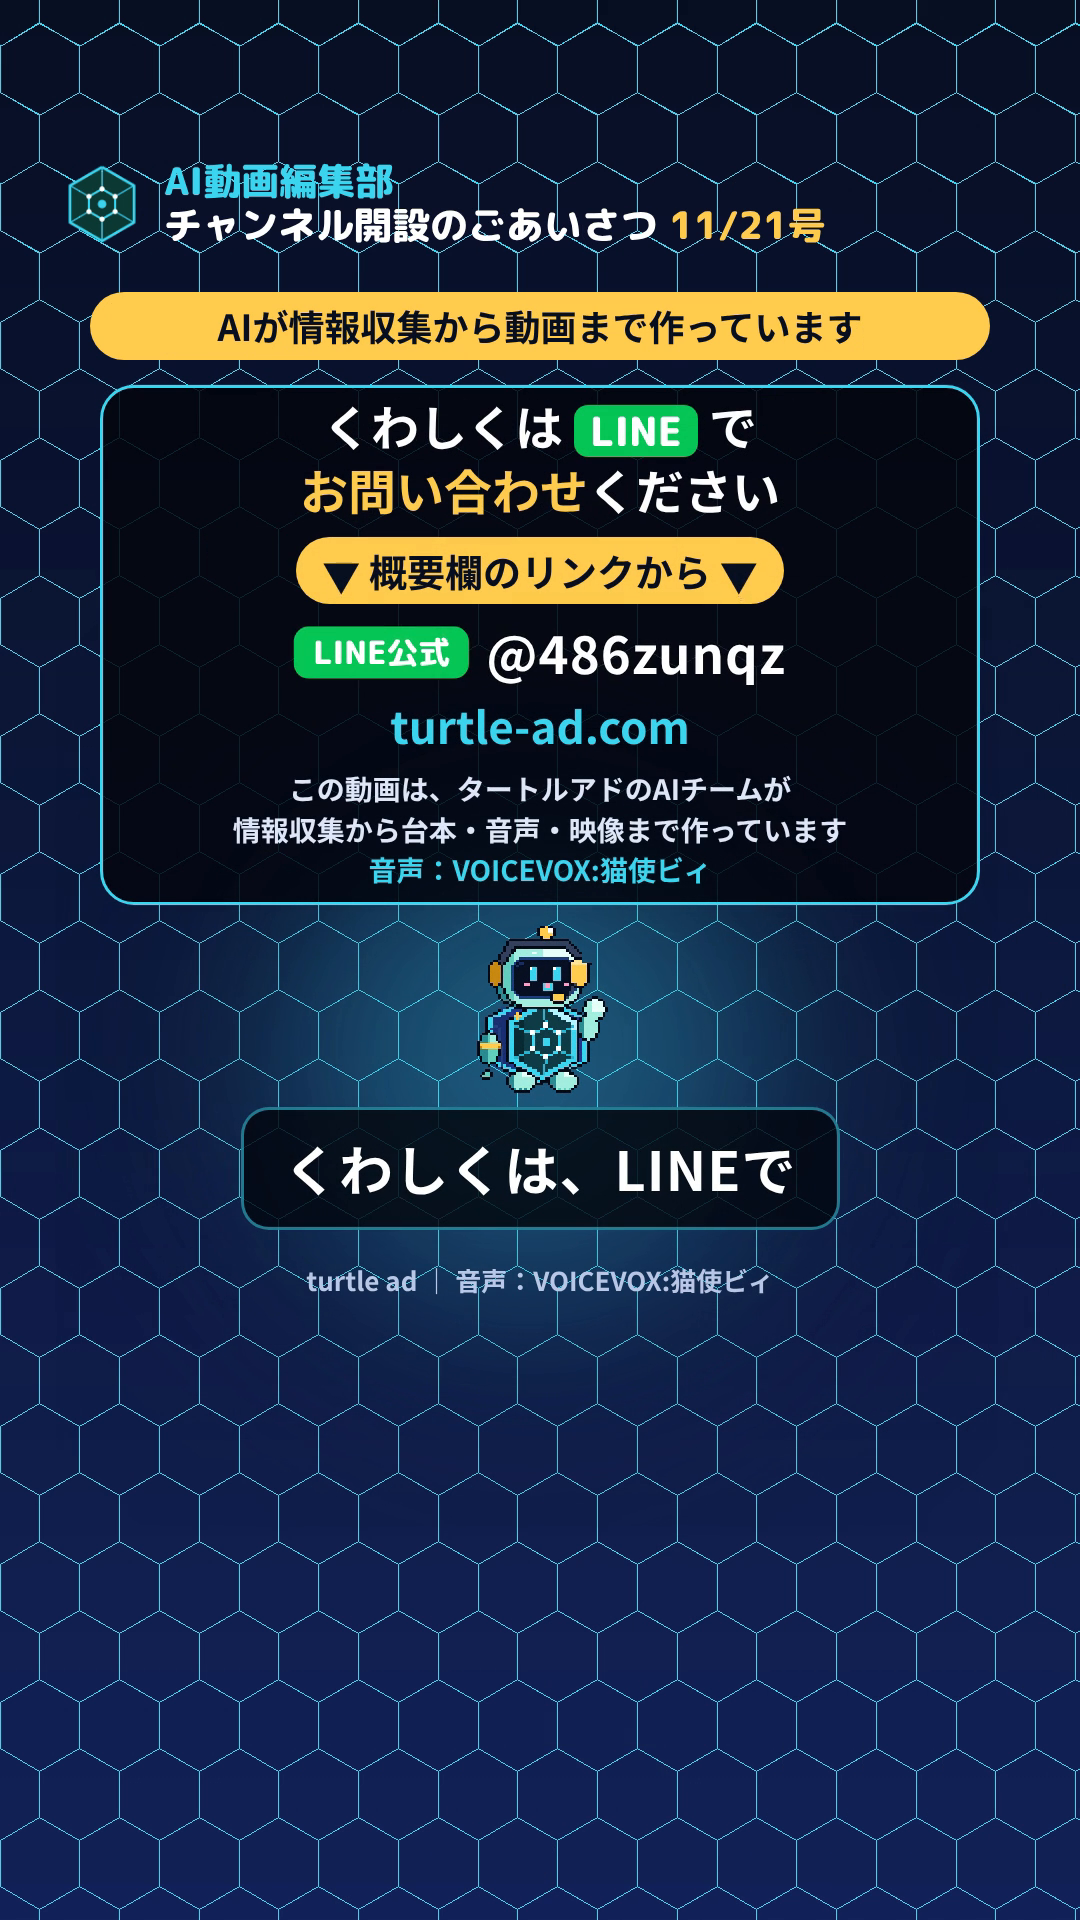 AI動画編集部
チャンネル開設のごあいさつ 11/21号
AIが情報収集から動画まで作っています
くわしくは LINE で
お問い合わせください
▼ 概要欄のリンクから ▼
LINE公式 @486zunqz
turtle-ad.com
この動画は、タートルアドのAIチームが
情報収集から台本・音声・映像まで作っています
音声：VOICEVOX:猫使ビィ
くわしくは、LINEで
turtle ad ｜ 音声：VOICEVOX:猫使ビィ